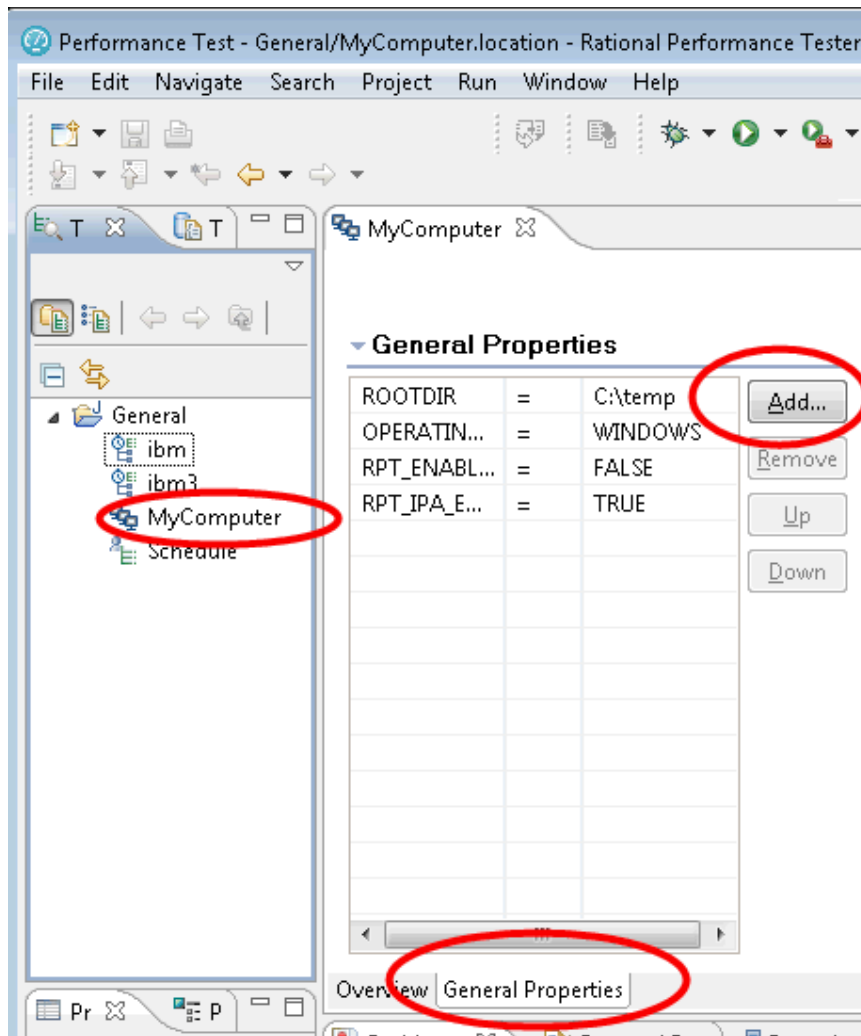 Performance Test - General/MyComputer.location - Rational Performance Tester
File Edit Navigate Search Project Run Window Help
T T
MyComputer
General Properties
General
ibm
ibm3
MyComputer
Schedule
ROOTDIR = C:\temp
OPERATIN... = WINDOWS
RPT_ENABL... = FALSE
RPT_IPA_E... = TRUE
Add...
Remove
Up
Down
Overview General Properties
Pr P